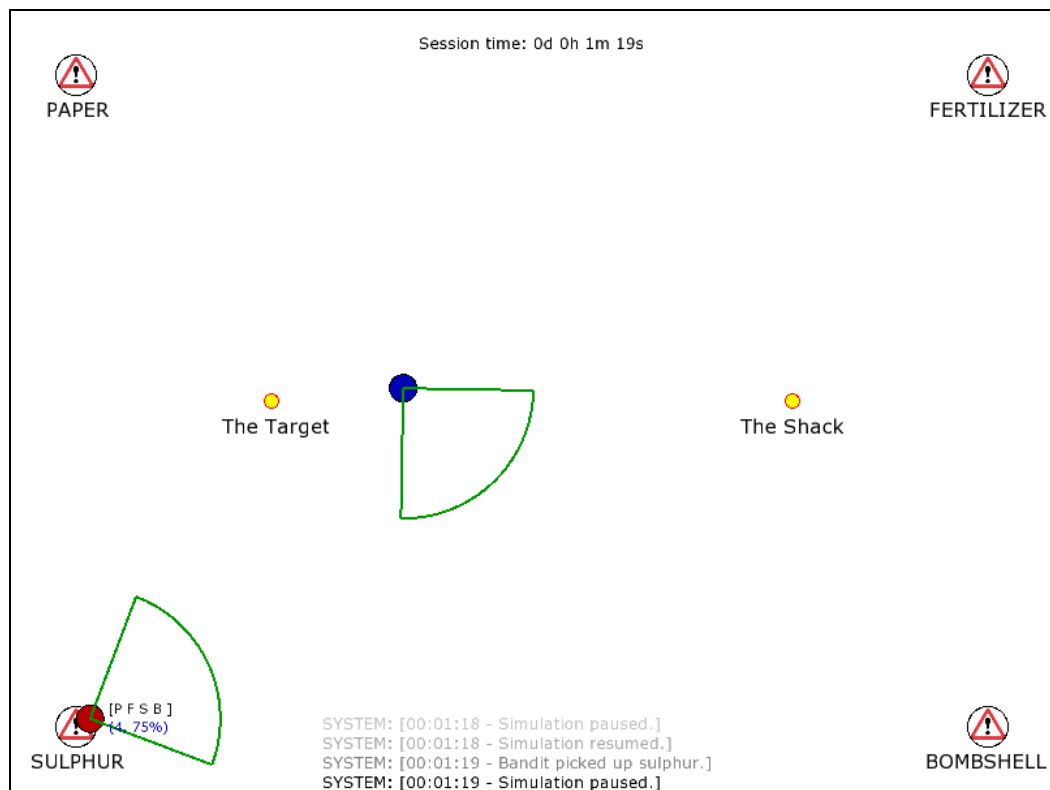 Session time: 0d 0h 1m 19s
PAPER
FERTILIZER
The Target
The Shack
[P F S B ]
(4, 75%)
SULPHUR
BOMBSHELL
SYSTEM: [00:01:18 - Simulation paused.]
SYSTEM: [00:01:18 - Simulation resumed.]
SYSTEM: [00:01:19 - Bandit picked up sulphur.]
SYSTEM: [00:01:19 - Simulation paused.]